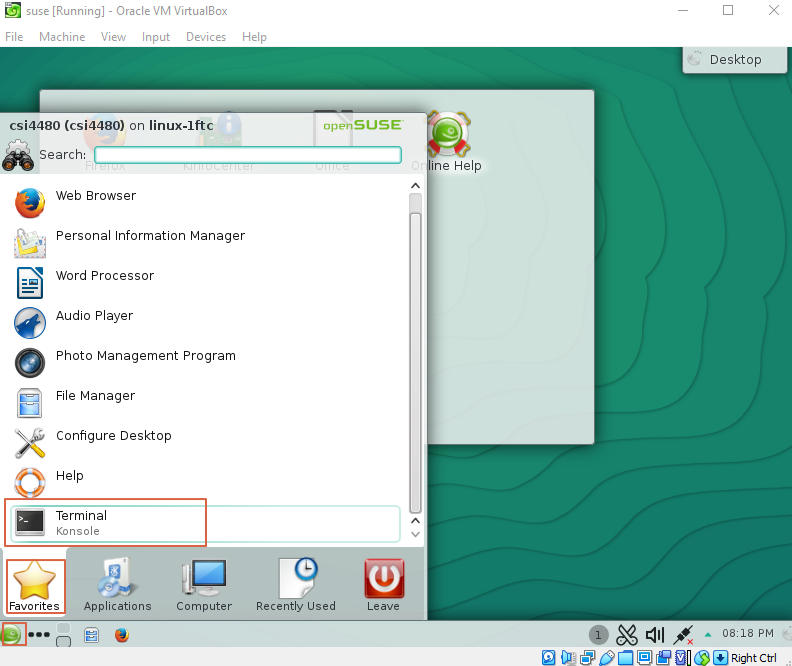 suse [Running] - Oracle VM VirtualBox
File Machine View Input Devices Help
Desktop
csi4480 (csi4480) on linux-1ftc
openSUSE
Search:
Firefox
KInfoCenter
Office
Online Help
Web Browser
Personal Information Manager
Word Processor
Audio Player
Photo Management Program
File Manager
Configure Desktop
Help
Terminal
Konsole
Favorites
Applications
Computer
Recently Used
Leave
1
08:18 PM
Right Ctrl